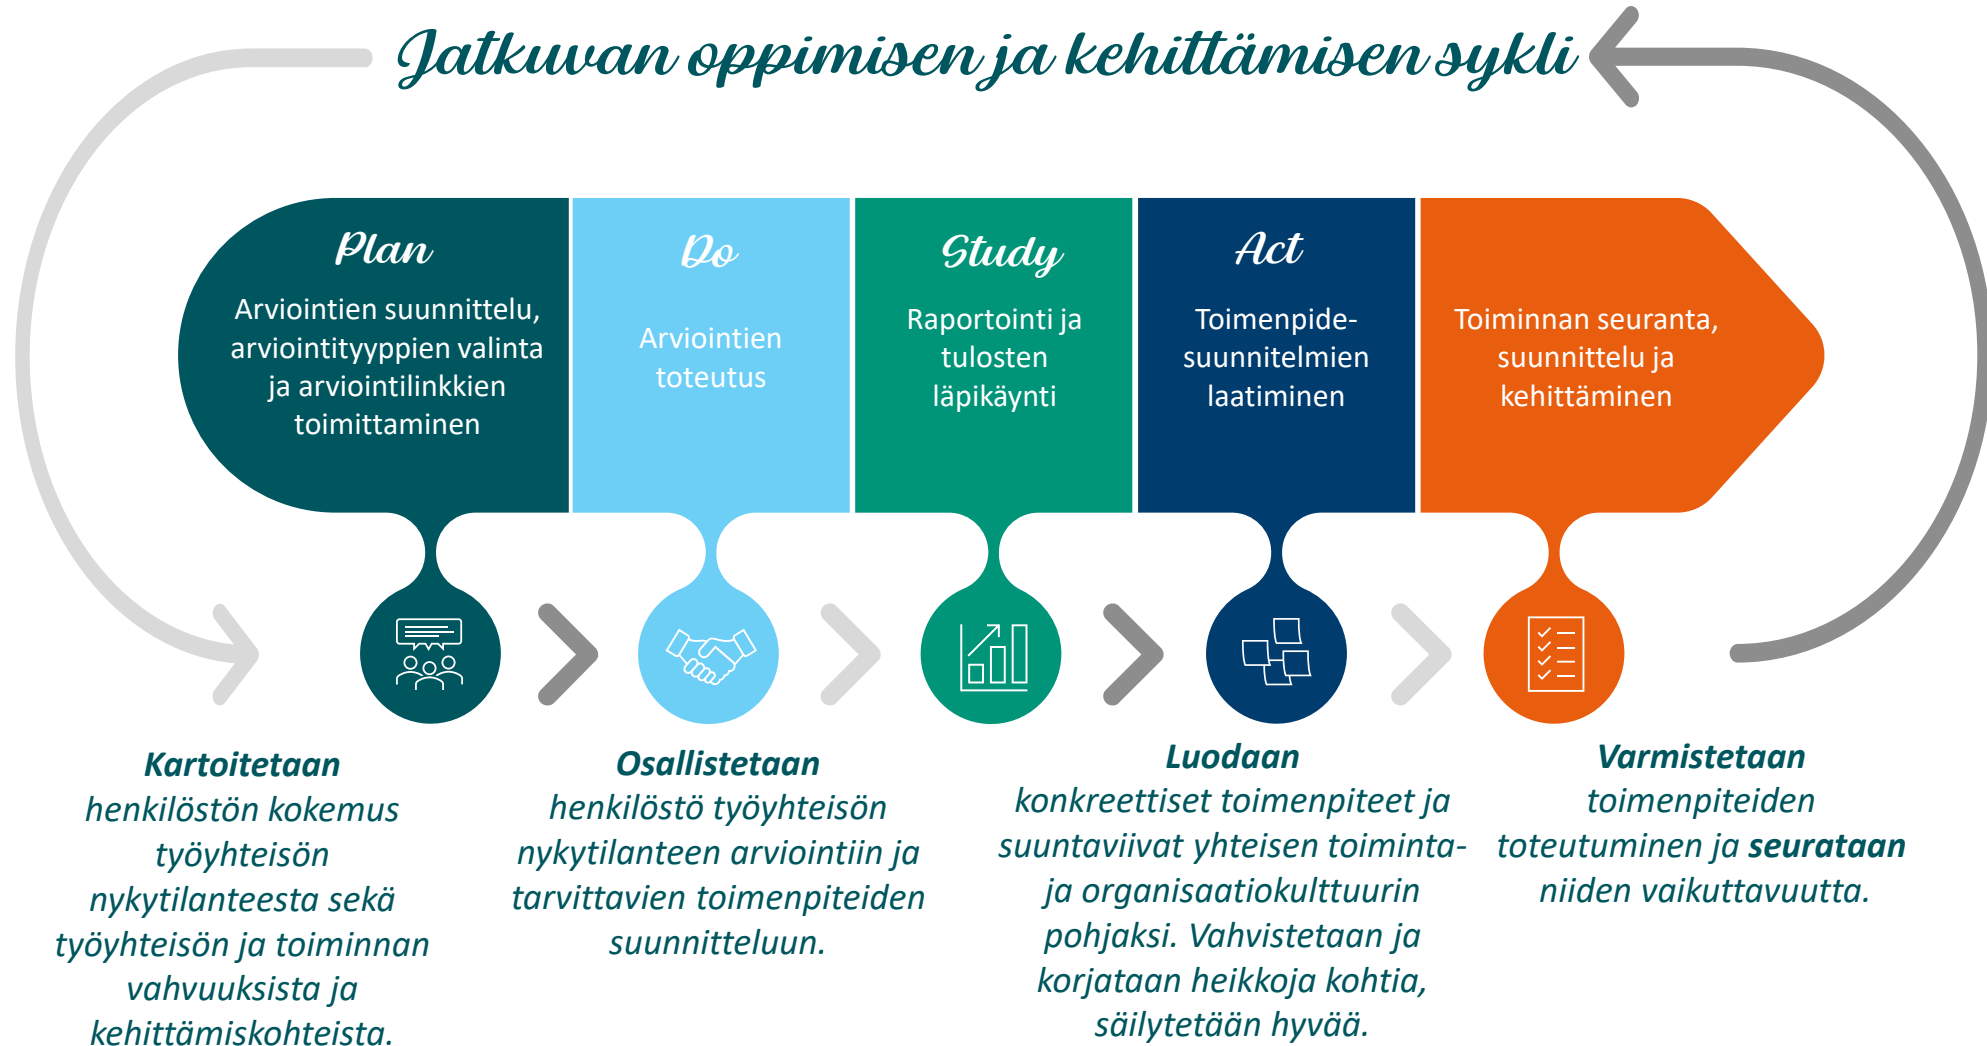 Jatkuvan oppimisen ja kehittämisen sykli
Plan
Arviointien suunnittelu,
arviointityyppien valinta
ja arviointilinkkien
toimittaminen
Do
Arviointien
toteutus
Study
Raportointi ja
tulosten
läpikäynti
Act
Toimenpide-
suunnitelmien
laatiminen
Toiminnan seuranta,
suunnittelu ja
kehittäminen
Kartoitetaan
henkilöstön kokemus
työyhteisön
nykytilanteesta sekä
työyhteisön ja toiminnan
vahvuuksista ja
kehittämiskohteista.
Osallistetaan
henkilöstö työyhteisön
nykytilanteen arviointiin ja
tarvittavien toimenpiteiden
suunnitteluun.
Luodaan
konkreettiset toimenpiteet ja
suuntaviivat yhteisen toiminta-
ja organisaatiokulttuurin
pohjaksi. Vahvistetaan ja
korjataan heikkoja kohtia,
säilytetään hyvää.
Varmistetaan
toimenpiteiden
toteutuminen ja seurataan
niiden vaikuttavuutta.